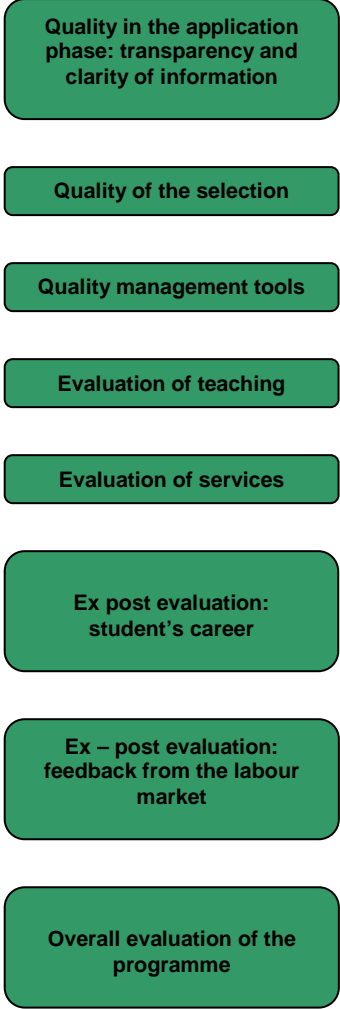 Quality in the application
phase: transparency and
clarity of information
Quality of the selection
Quality management tools
Evaluation of teaching
Evaluation of services
Ex post evaluation:
student’s career
Ex – post evaluation:
feedback from the labour
market
Overall evaluation of the
programme